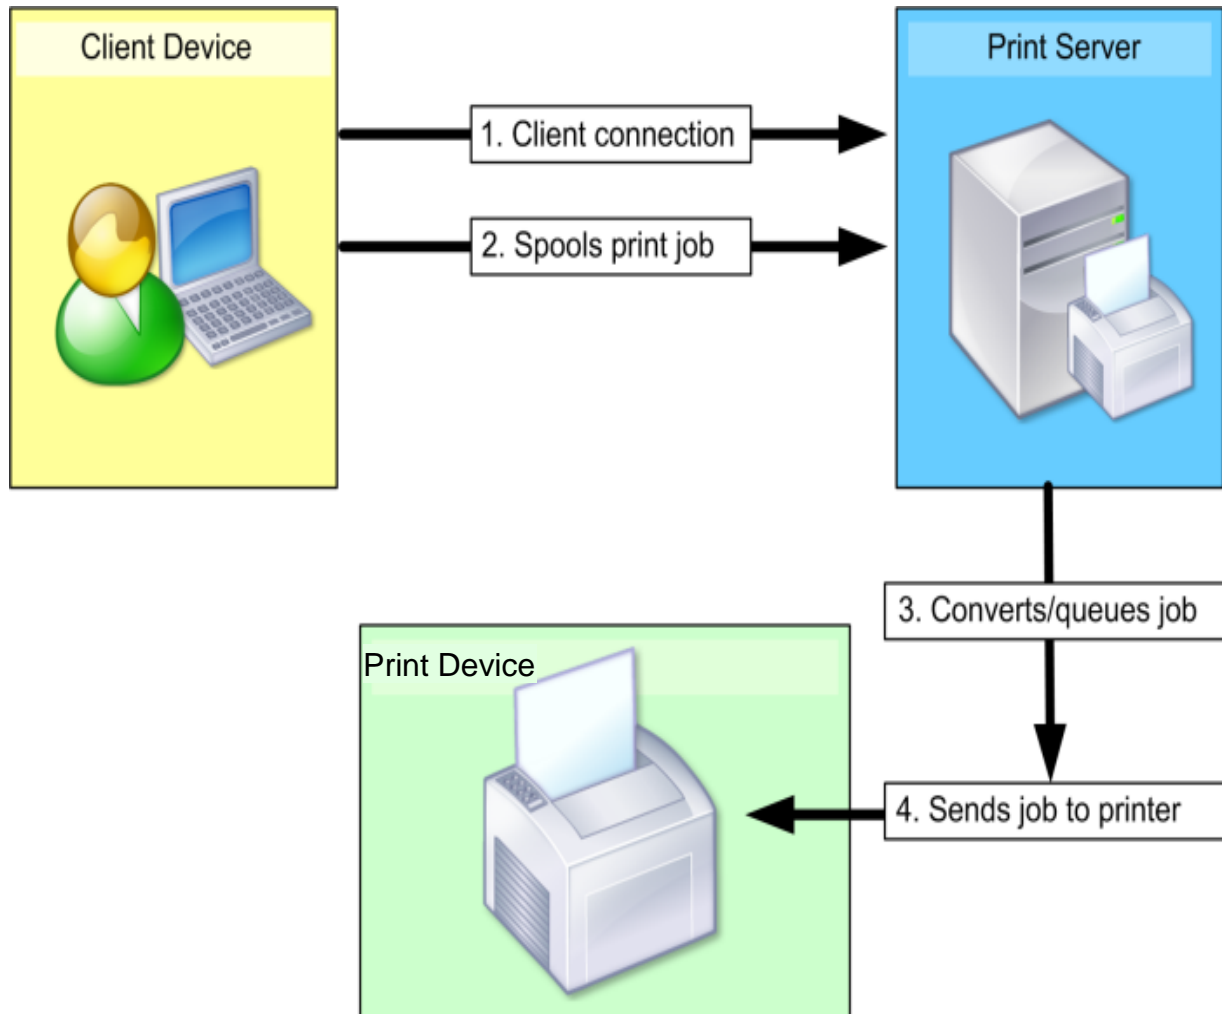 Client Device
Print Server
1. Client connection
2. Spools print job
3. Converts/queues job
Print Device
4. Sends job to printer